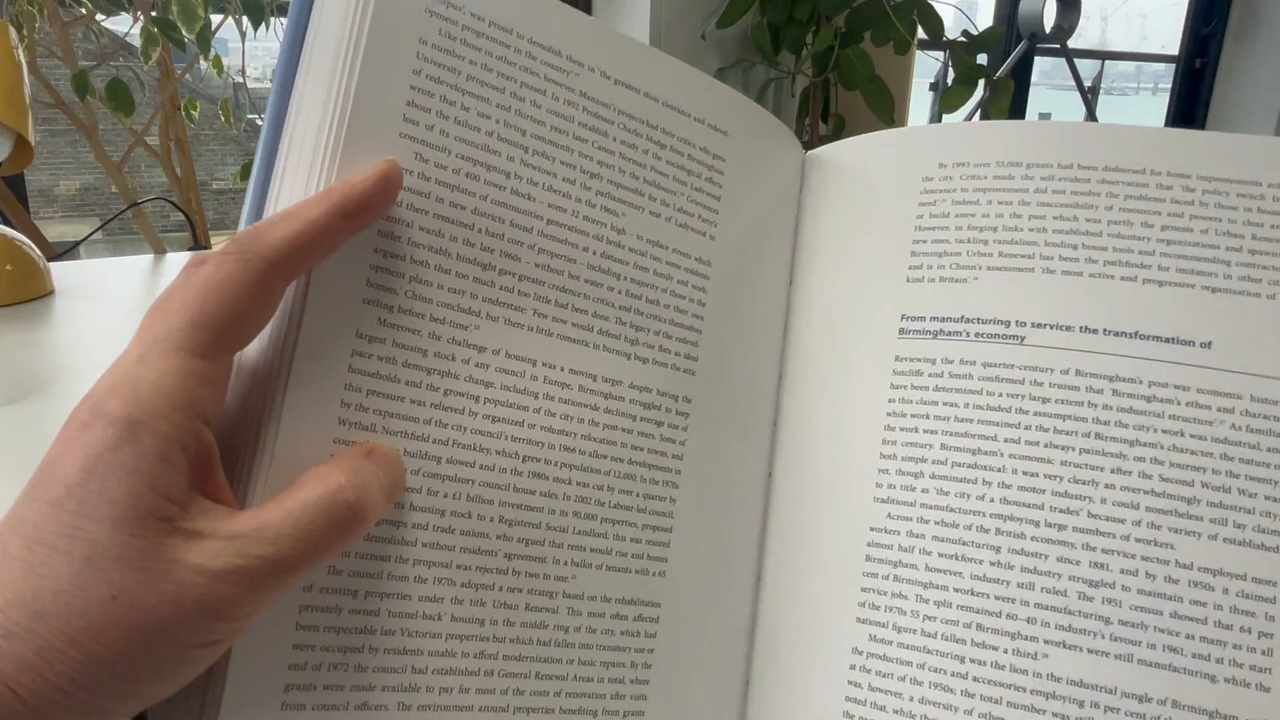 pus', was proud to demolish them in 'the greatest slum clearance and redevel-
opment programme in the country'.
Like those in other cities, however, Manzoni's projects had their critics, who grew
in number as the years passed. In 1952 Professor Charles Madge from Birmingham
University proposed that the council establish a study of the sociological effects
of redevelopment; and thirteen years later Canon Norman Power from Ladywood
wrote that he 'saw a living community torn apart by the bulldozers'. Grievances
about the failure of housing policy were largely responsible for the Labour Party's
loss of its councillors in Newtown and the parliamentary seat of Ladywood to
community campaigning by the Liberals in the 1960s.
The use of 400 tower blocks – some 32 storeys high – to replace streets which
re the templates of communities generations old broke social ties; some residents
oused in new districts found themselves at a distance from family and work;
d there remained a hard core of properties – including a majority of those in the
entral wards in the late 1960s – without hot water or a fixed bath or their own
toilet. Inevitably, hindsight gave greater credence to critics, and the critics themselves
argued both that too much and too little had been done. The legacy of the redevel-
opment plans is easy to understate: 'Few now would defend high-rise flats as ideal
homes,' Chinn concluded, but 'there is little romantic in burning bugs from the attic
ceiling before bed-time'.
Moreover, the challenge of housing was a moving target: despite having the
largest housing stock of any council in Europe, Birmingham struggled to keep
pace with demographic change, including the nationwide declining average size of
households and the growing population of the city in the post-war years. Some of
this pressure was relieved by organized or voluntary relocation to new towns, and
by the expansion of the city council's territory in 1966 to allow new developments in
Wythall, Northfield and Frankley, which grew to a population of 12,000. In the 1970s
coun building slowed and in the 1980s stock was cut by over a quarter by
of compulsory council house sales. In 2002 the Labour-led council,
eed for a £1 billion investment in its 90,000 properties, proposed
its housing stock to a Registered Social Landlord; this was resisted
groups and trade unions, who argued that rents would rise and homes
demolished without residents' agreement. In a ballot of tenants with a 65
nt turnout the proposal was rejected by two to one.
The council from the 1970s adopted a new strategy based on the rehabilitation
of existing properties under the title Urban Renewal. This most often affected
privately owned 'tunnel-back' housing in the middle ring of the city, which had
been respectable late Victorian properties but which had fallen into transitory use or
were occupied by residents unable to afford modernization or basic repairs. By the
end of 1972 the council had established 68 General Renewal Areas in total, where
grants were made available to pay for most of the costs of renovation after visits
from council officers. The environment around properties benefiting from grants
By 1993 over 53,000 grants had been disbursed for home improvements
the city. Critics made the self-evident observation that 'the policy switch
clearance to improvement did not resolve the problems faced by those in
need'. Indeed, it was the inaccessibility of resources and powers to clear
or build anew as in the past which was partly the genesis of Urban
However, in forging links with established voluntary organizations and
new ones, tackling vandalism, lending house tools and recommending
Birmingham Urban Renewal has been the pathfinder for imitators in other
and is in Chinn's assessment 'the most active and progressive organisation of
kind in Britain'.
From manufacturing to service: the transformation of
Birmingham's economy
Reviewing the first quarter-century of Birmingham's post-war economic
Sutcliffe and Smith confirmed the truism that 'Birmingham's ethos and
have been determined to a very large extent by its industrial structure'.27 As
as this claim was, it included the assumption that the city's work was industrial, and
while work may have remained at the heart of Birmingham's character, the nature
the work was transformed, and not always painlessly, on the journey to the
first century. Birmingham's economic structure after the Second World War was
both simple and paradoxical: it was very clearly an overwhelmingly industrial city,
yet, though dominated by the motor industry, it could nonetheless still lay claim
to its title as 'the city of a thousand trades' because of the variety of established
traditional manufacturers employing large numbers of workers.
Across the whole of the British economy, the service sector had employed more
workers than manufacturing industry since 1881, and by the 1950s it claimed
almost half the workforce while industry struggled to maintain one in three. In
Birmingham, however, industry still ruled. The 1951 census showed that 64 per
cent of Birmingham workers were in manufacturing, nearly twice as many as in all
service jobs. The split remained 60–40 in industry's favour in 1961, and at the start
of the 1970s 55 per cent of Birmingham workers were still manufacturing, while the
national figure had fallen below a third.28
Motor manufacturing was the lion in the industrial jungle of Birmingham
the production of cars and accessories employing 16 per cent of the
at the start of the 1950s; the total number was
was, however, a diversity of
noted that, while
the